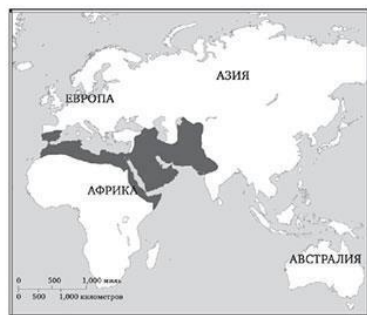 АЗИЯ
ЕВРОПА
АФРИКА
АВСТРАЛИЯ
0 500 1,000 миль
0 500 1,000 километров